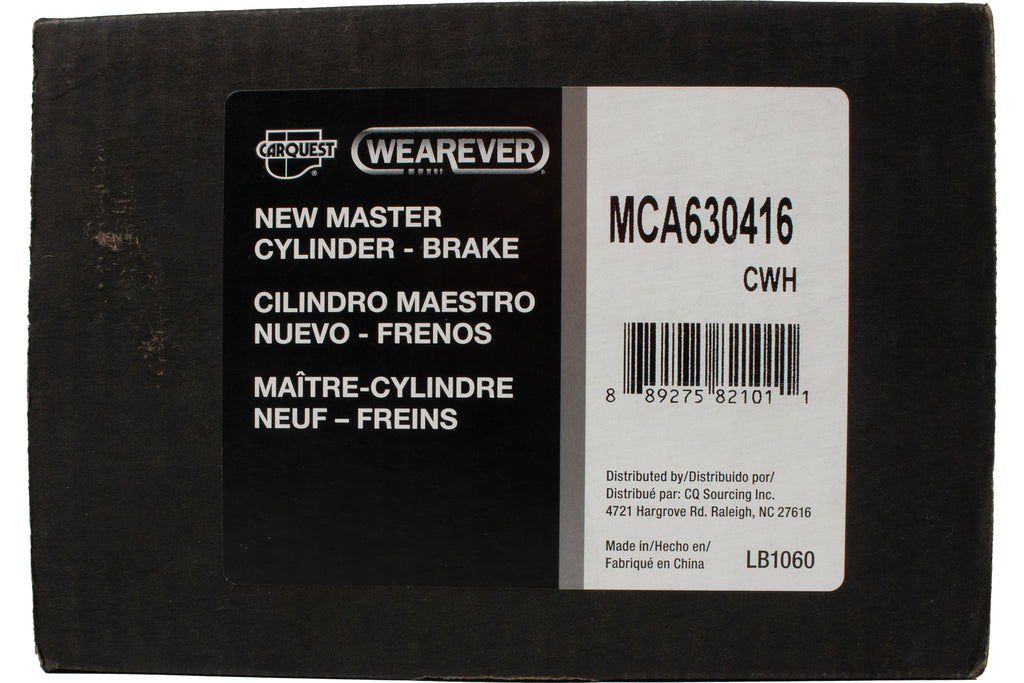 CARQUEST
WEAREVER
NEW MASTER
CYLINDER - BRAKE
CILINDRO MAESTRO
NUEVO - FRENOS
MAÎTRE-CYLINDRE
NEUF – FREINS
MCA630416
CWH
8 89275 82101 1
Distributed by/Distribuido por/
Distribué par: CQ Sourcing Inc.
4721 Hargrove Rd. Raleigh, NC 27616
Made in/Hecho en/
Fabriqué en China
LB1060